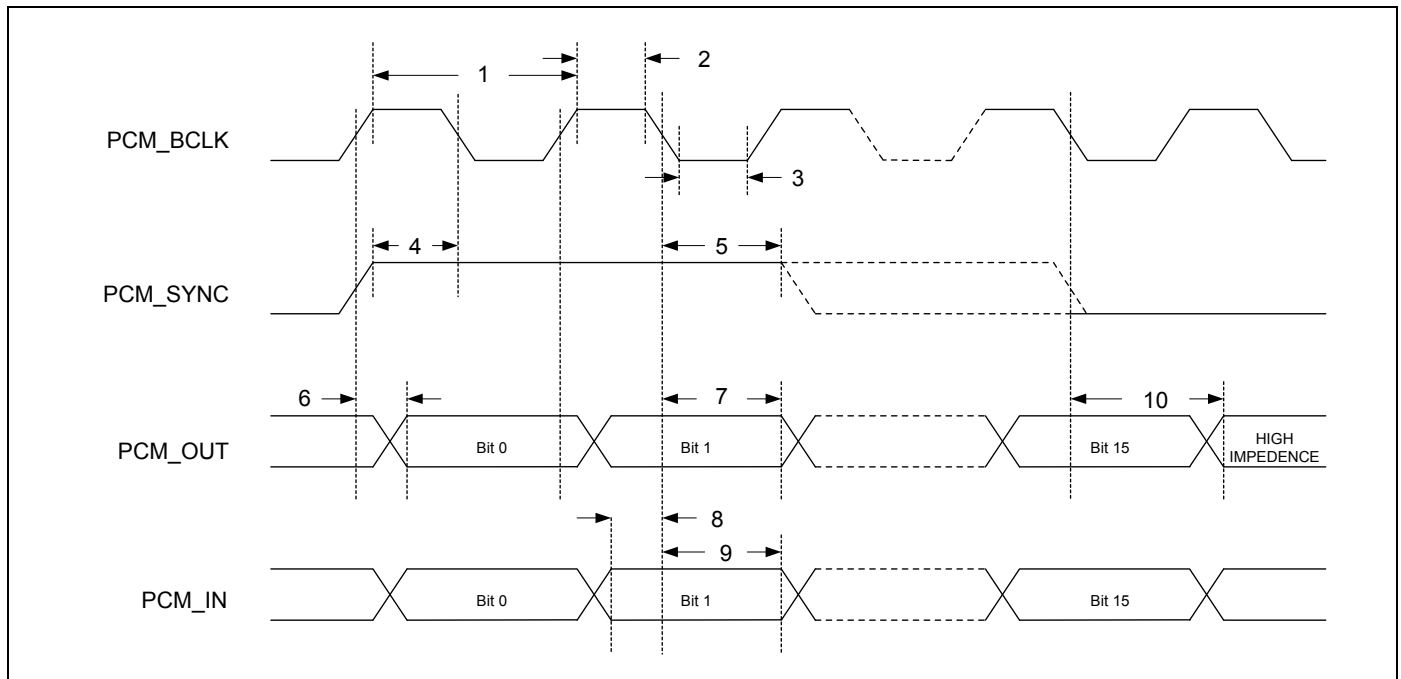 1
2
PCM_BCLK
3
4
5
PCM_SYNC
6
7
10
PCM_OUT
Bit 0
Bit 1
Bit 15
HIGH
IMPEDENCE
8
9
PCM_IN
Bit 0
Bit 1
Bit 15